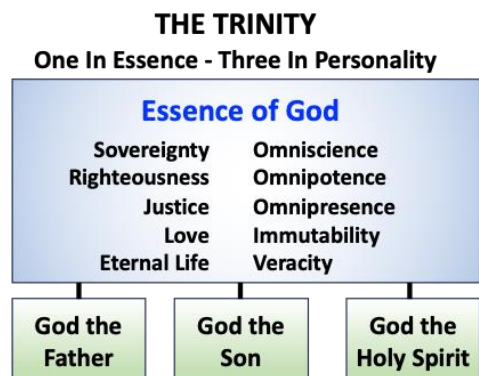 THE TRINITY
One In Essence - Three In Personality
Essence of God
Sovereignty Omniscience
Righteousness Omnipotence
Justice Omnipresence
Love Immutability
Eternal Life Veracity
God the
Father
God the
Son
God the
Holy Spirit